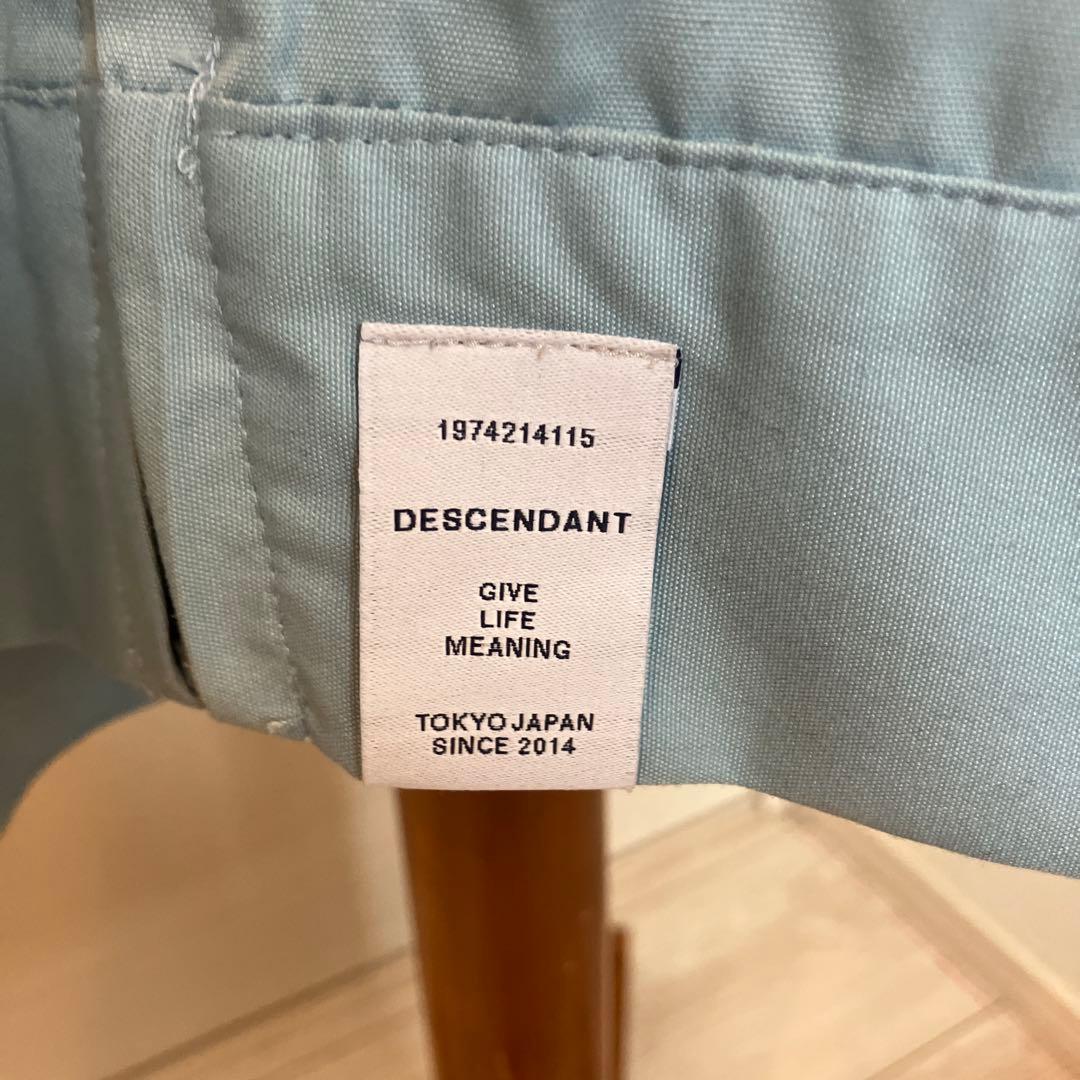 1974214115
DESCENDANT
GIVE
LIFE
MEANING
TOKYO JAPAN
SINCE 2014